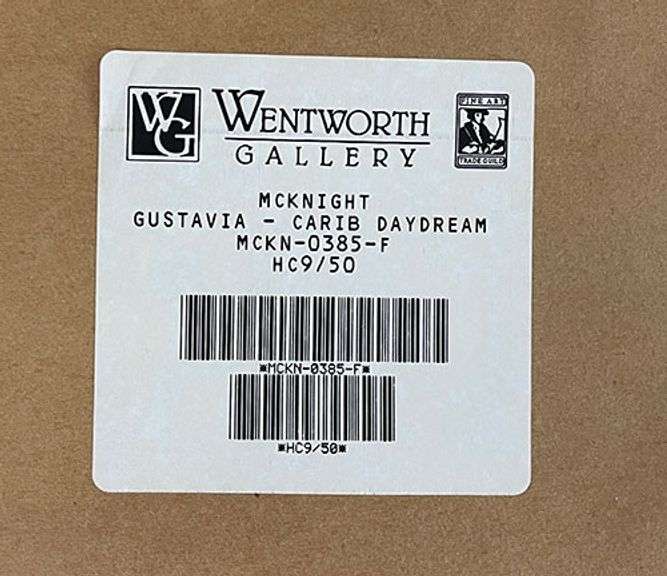 WG
WENTWORTH
GALLERY
FINE ART
TRADE GUILD
MCKNIGHT
GUSTAVIA - CARIB DAYDREAM
MCKN-0385-F
HC9/50
*MCKN-0385-F*
*HC9/50*